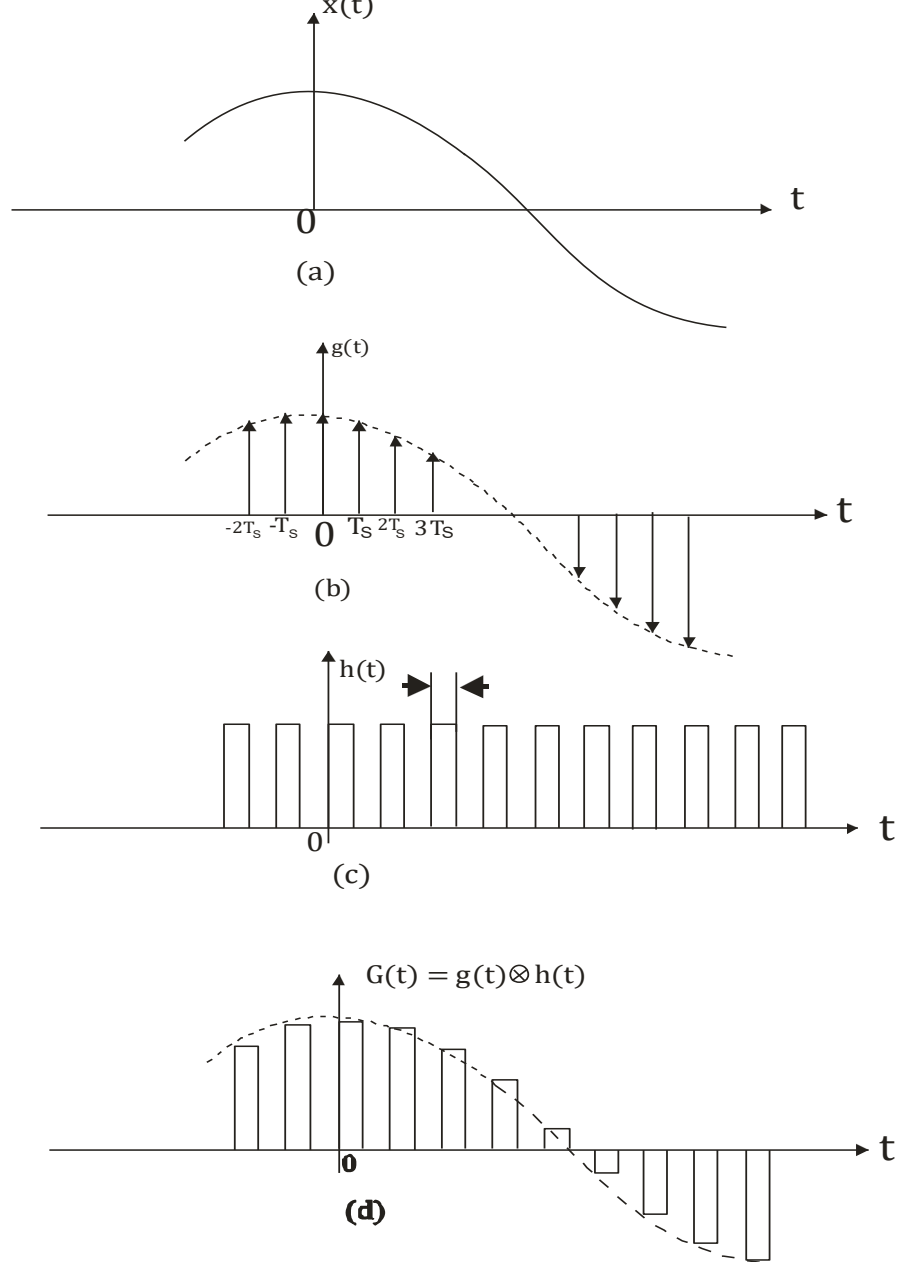 x(t)
t
0
(a)
g(t)
t
-2Ts -Ts 0 Ts 2Ts 3Ts
(b)
h(t)
t
0
(c)
G(t) = g(t)⊗h(t)
t
0
(d)